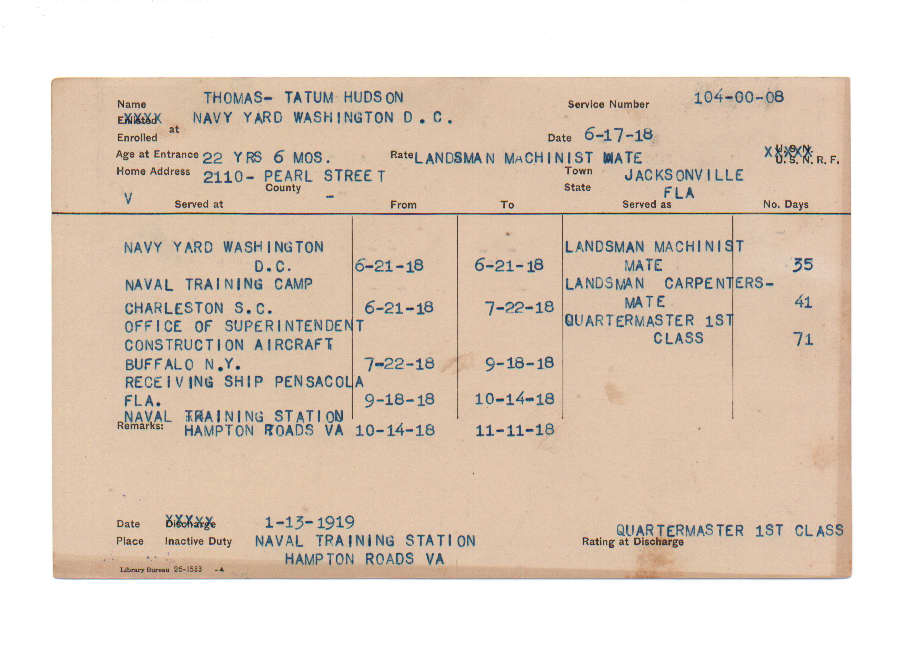 Name THOMAS- TATUM HUDSON Service Number 104-00-08
Enlisted at NAVY YARD WASHINGTON D.C.
Enrolled Date 6-17-18
Age at Entrance 22 YRS 6 MOS. Rate LANDSMAN MACHINIST MATE U.S.N. U.S.N.R.F.
Home Address 2110- PEARL STREET Town JACKSONVILLE
County - State FLA
V Served at From To Served as No. Days
NAVY YARD WASHINGTON LANDSMAN MACHINIST
D.C. 6-21-18 6-21-18 MATE 35
NAVAL TRAINING CAMP LANDSMAN CARPENTERS-
CHARLESTON S.C. 6-21-18 7-22-18 MATE 41
OFFICE OF SUPERINTENDENT QUARTERMASTER 1ST
CONSTRUCTION AIRCRAFT CLASS 71
BUFFALO N.Y. 7-22-18 9-18-18
RECEIVING SHIP PENSACOLA
FLA. 9-18-18 10-14-18
NAVAL TRAINING STATION
Remarks: HAMPTON ROADS VA 10-14-18 11-11-18
Date Discharge 1-13-1919 QUARTERMASTER 1ST CLASS
Place Inactive Duty NAVAL TRAINING STATION Rating at Discharge
HAMPTON ROADS VA
Library Bureau 26-1583 -A